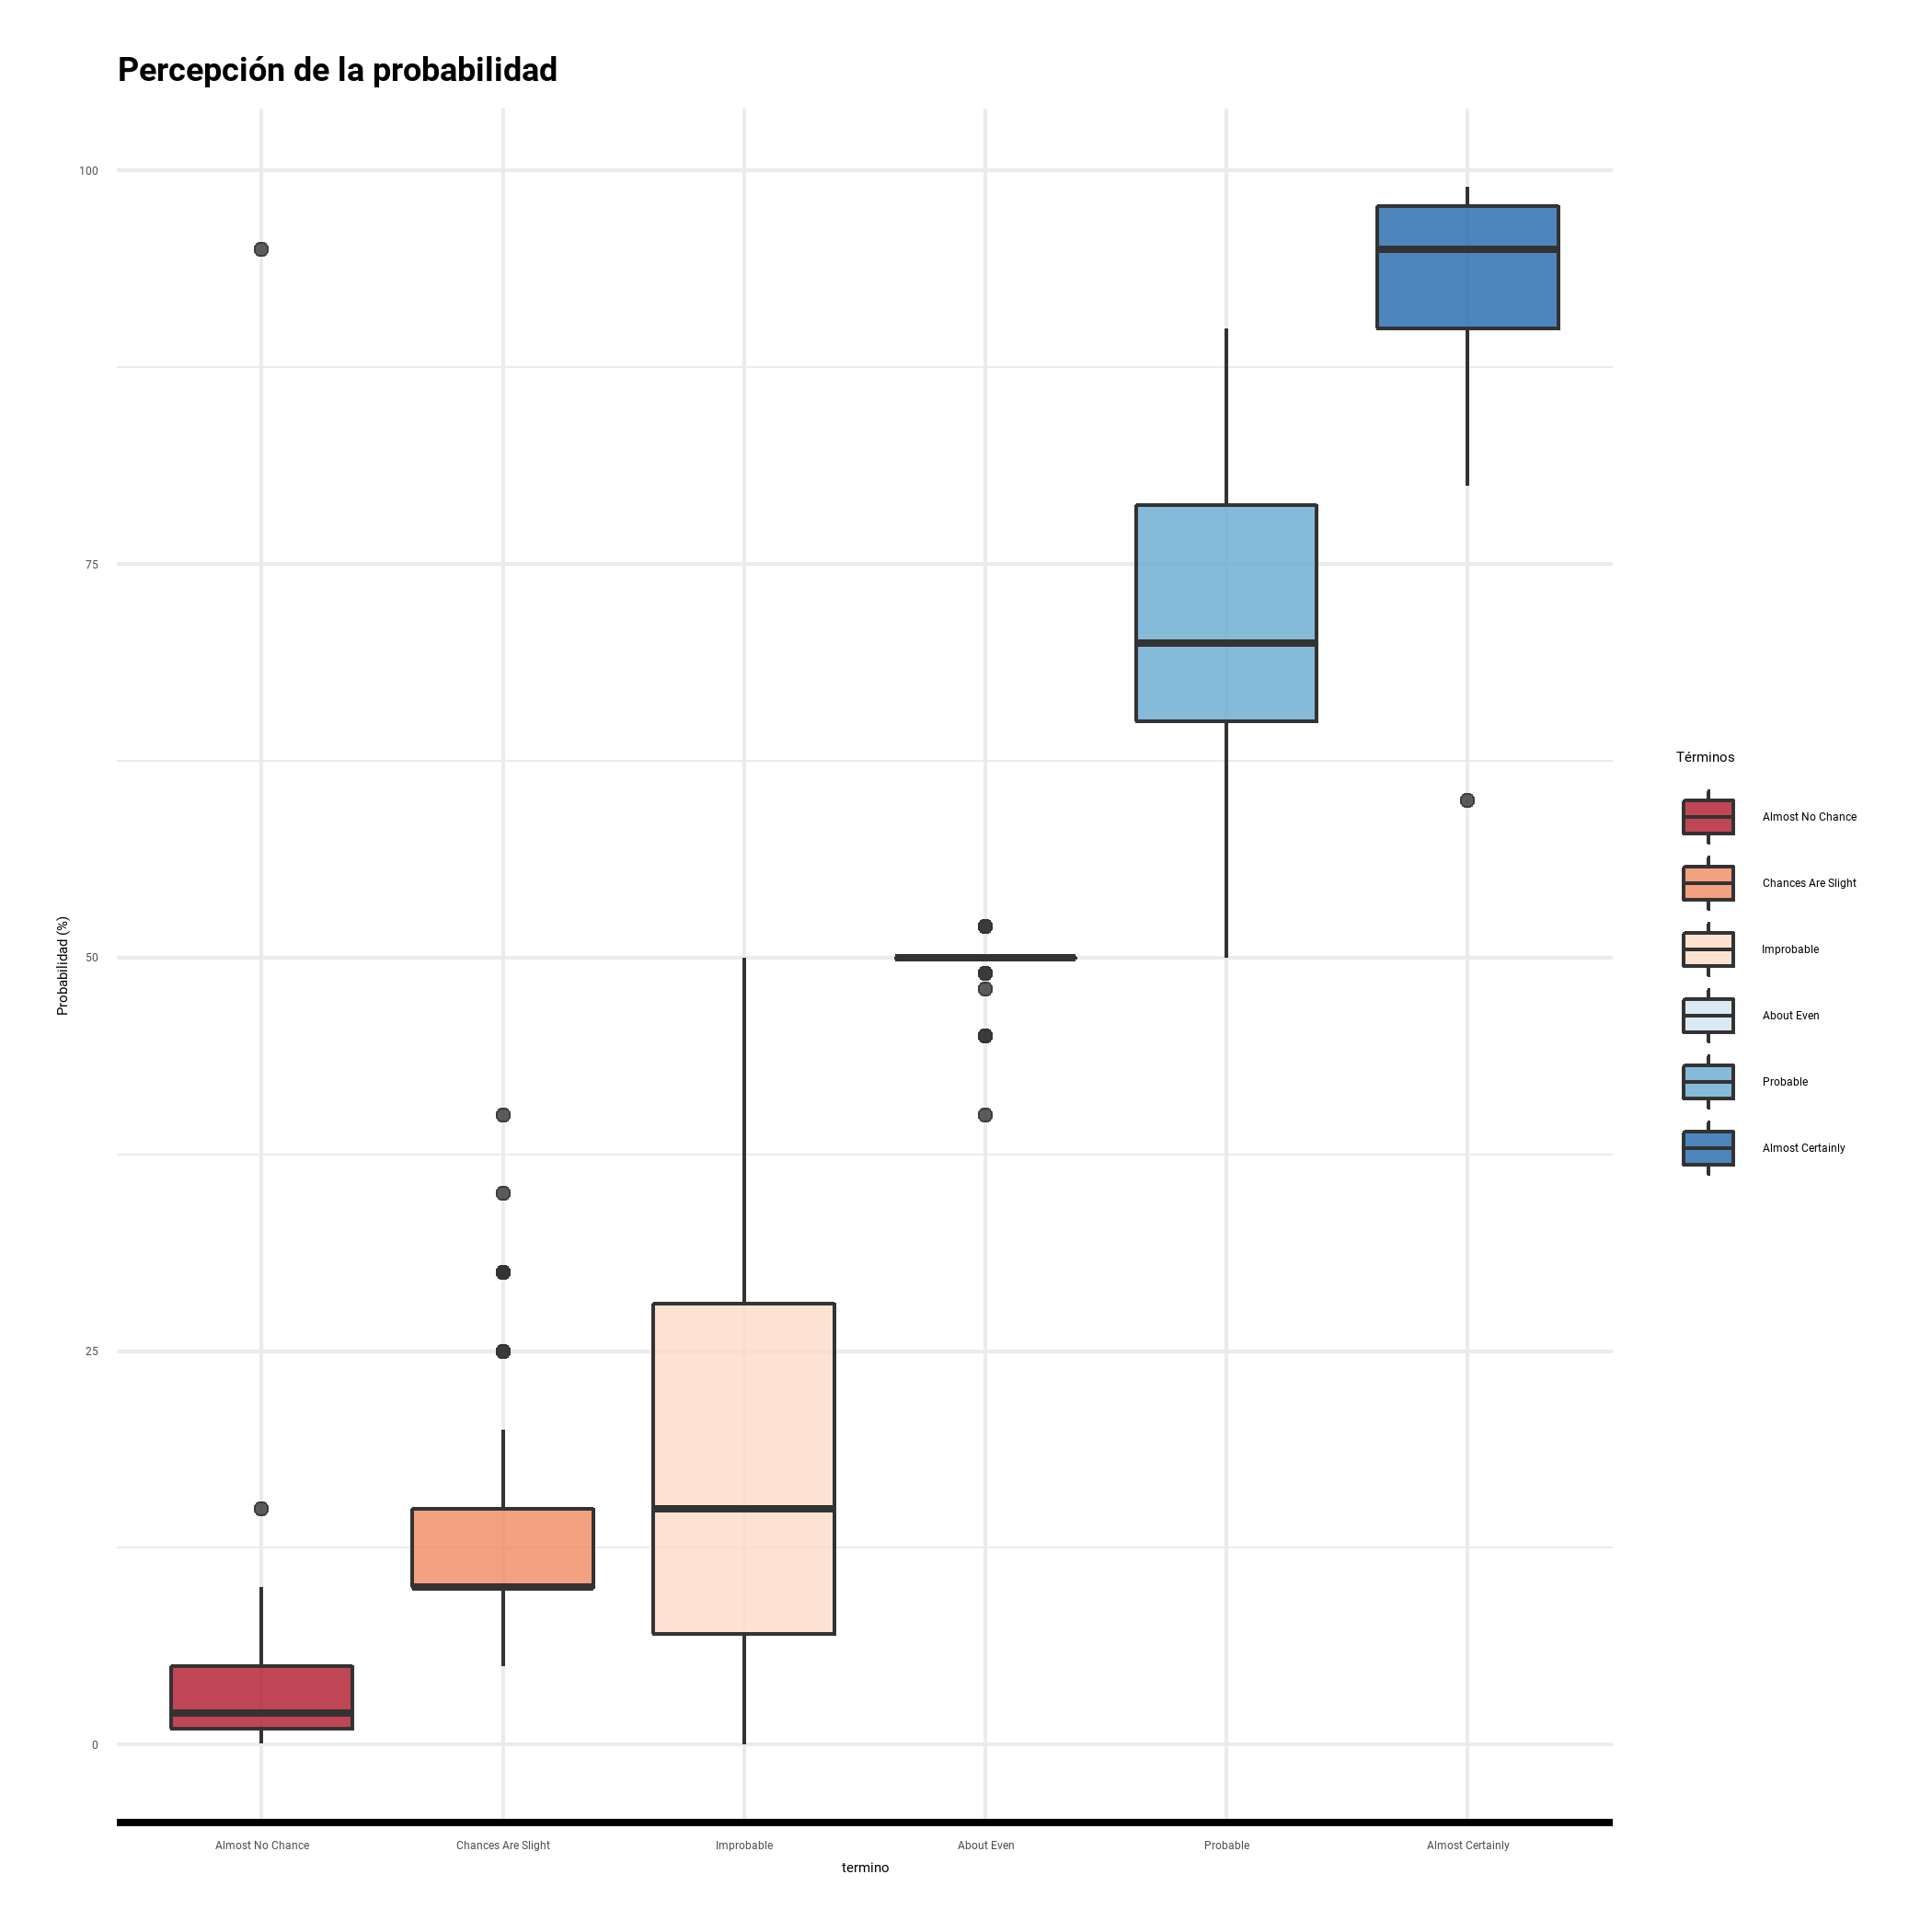 Percepción de la probabilidad
100
75
50
25
0
Probabilidad (%)
Almost No Chance
Chances Are Slight
Improbable
About Even
Probable
Almost Certainly
termino
Términos
Almost No Chance
Chances Are Slight
Improbable
About Even
Probable
Almost Certainly